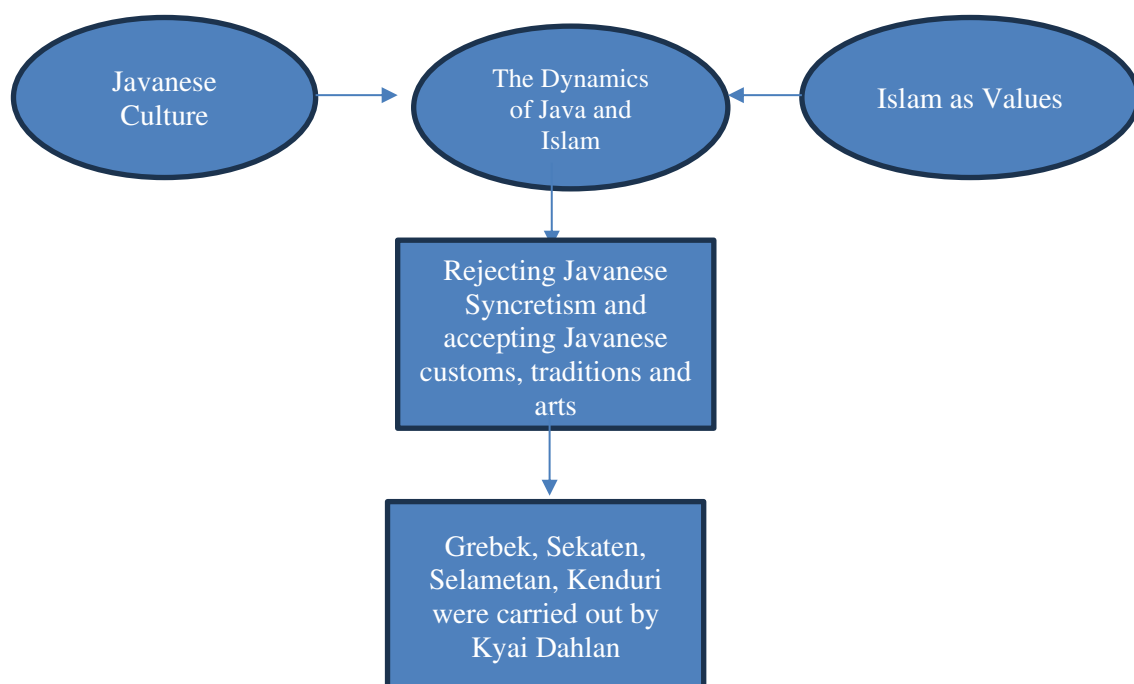 Javanese
Culture
The Dynamics
of Java and
Islam
Islam as Values
Rejecting Javanese
Syncretism and
accepting Javanese
customs, traditions and
arts
Grebek, Sekaten,
Selametan, Kenduri
were carried out by
Kyai Dahlan